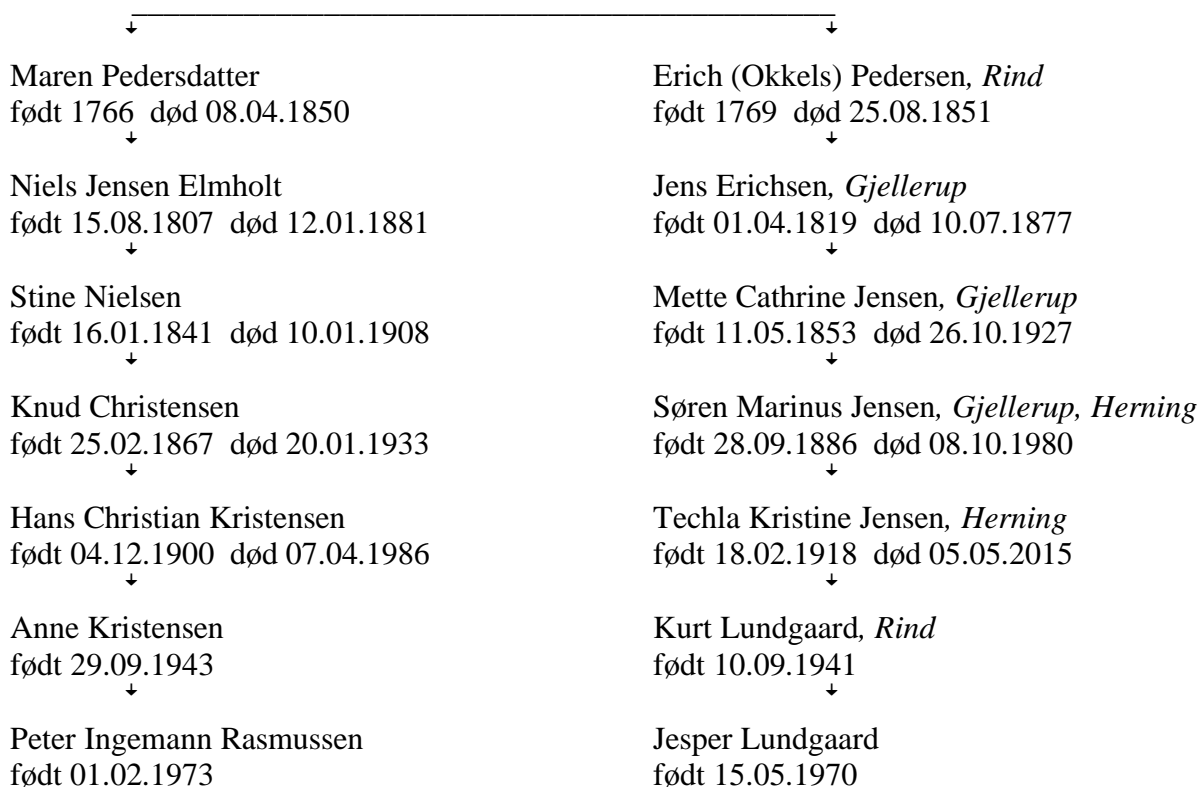 Maren Pedersdatter
født 1766  død 08.04.1850
Niels Jensen Elmholt
født 15.08.1807  død 12.01.1881
Stine Nielsen
født 16.01.1841  død 10.01.1908
Knud Christensen
født 25.02.1867  død 20.01.1933
Hans Christian Kristensen
født 04.12.1900  død 07.04.1986
Anne Kristensen
født 29.09.1943
Peter Ingemann Rasmussen
født 01.02.1973
Erich (Okkels) Pedersen, Rind
født 1769  død 25.08.1851
Jens Erichsen, Gjellerup
født 01.04.1819  død 10.07.1877
Mette Cathrine Jensen, Gjellerup
født 11.05.1853  død 26.10.1927
Søren Marinus Jensen, Gjellerup, Herning
født 28.09.1886  død 08.10.1980
Techla Kristine Jensen, Herning
født 18.02.1918  død 05.05.2015
Kurt Lundgaard, Rind
født 10.09.1941
Jesper Lundgaard
født 15.05.1970